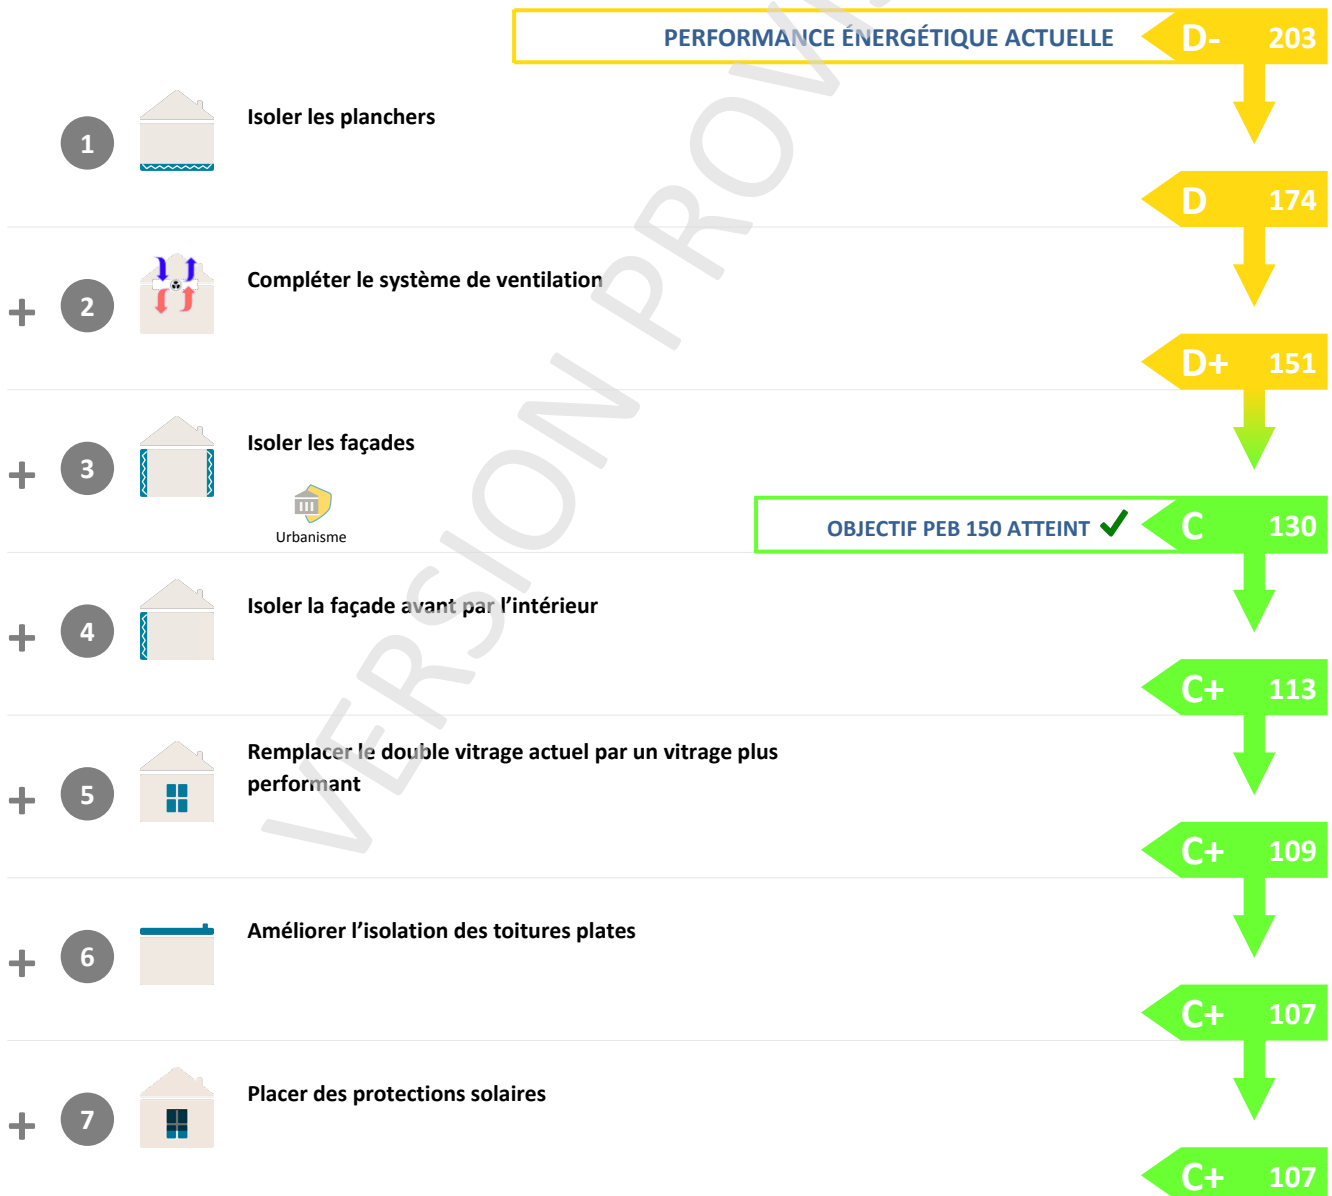 PERFORMANCE ÉNERGÉTIQUE ACTUELLE D- 203
1 Isoler les planchers
D 174
+ 2 Compléter le système de ventilation
D+ 151
+ 3 Isoler les façades
Urbanisme
OBJECTIF PEB 150 ATTEINT C 130
+ 4 Isoler la façade avant par l'intérieur
C+ 113
+ 5 Remplacer le double vitrage actuel par un vitrage plus
performant
C+ 109
+ 6 Améliorer l'isolation des toitures plates
C+ 107
+ 7 Placer des protections solaires
C+ 107
VERSION PROVIS